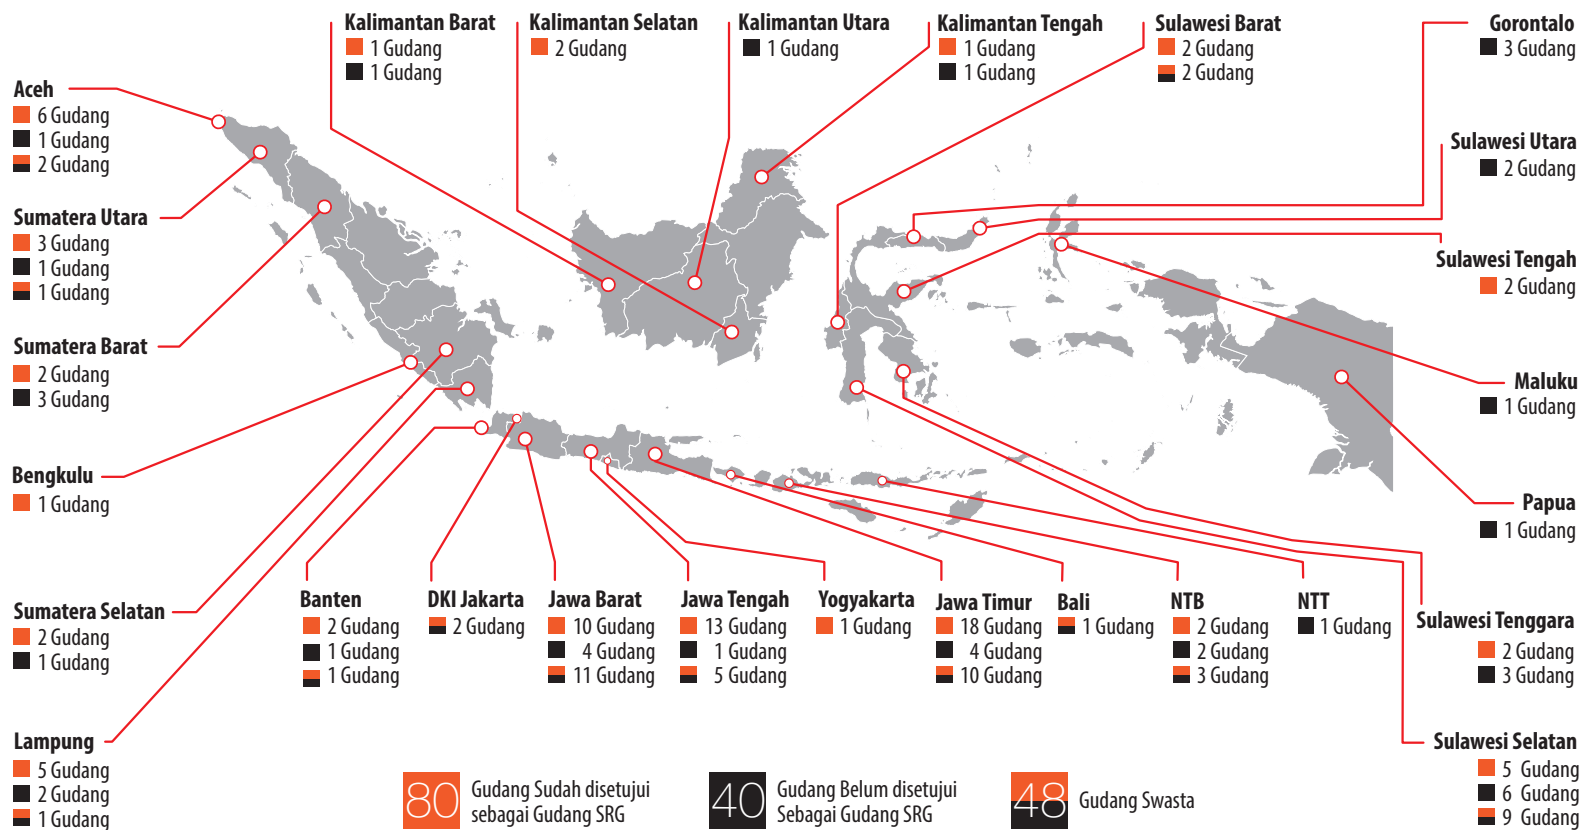 Kalimantan Barat
1 Gudang
1 Gudang
Kalimantan Selatan
2 Gudang
Kalimantan Utara
1 Gudang
Kalimantan Tengah
1 Gudang
1 Gudang
Sulawesi Barat
2 Gudang
2 Gudang
Gorontalo
3 Gudang
Aceh
6 Gudang
1 Gudang
2 Gudang
Sulawesi Utara
2 Gudang
Sumatera Utara
3 Gudang
1 Gudang
1 Gudang
Sulawesi Tengah
2 Gudang
Sumatera Barat
2 Gudang
3 Gudang
Maluku
1 Gudang
Bengkulu
1 Gudang
Papua
1 Gudang
Sumatera Selatan
2 Gudang
1 Gudang
Banten
2 Gudang
1 Gudang
1 Gudang
DKI Jakarta
2 Gudang
Jawa Barat
10 Gudang
4 Gudang
11 Gudang
Jawa Tengah
13 Gudang
1 Gudang
5 Gudang
Yogyakarta
1 Gudang
Jawa Timur
18 Gudang
4 Gudang
10 Gudang
Bali
1 Gudang
NTB
2 Gudang
2 Gudang
3 Gudang
NTT
1 Gudang
Sulawesi Tenggara
2 Gudang
3 Gudang
Lampung
5 Gudang
2 Gudang
1 Gudang
Sulawesi Selatan
5 Gudang
6 Gudang
9 Gudang
80
Gudang Sudah disetujui
sebagai Gudang SRG
40
Gudang Belum disetujui
Sebagai Gudang SRG
48
Gudang Swasta